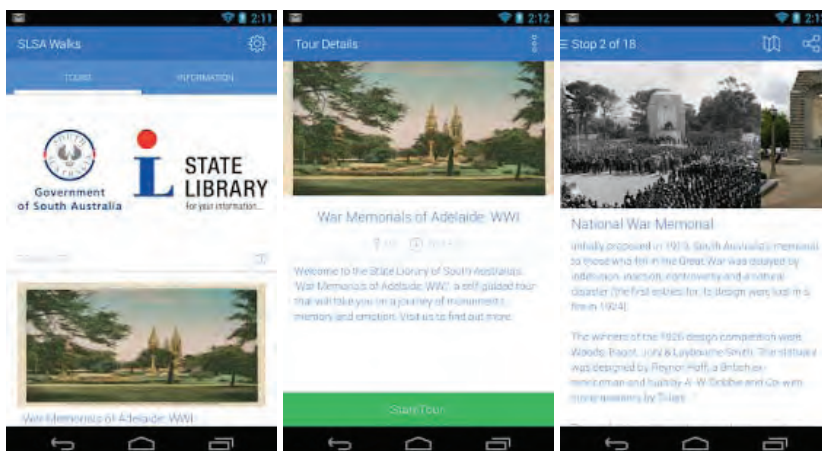 2:11
SLSA Walks
TOURS
INFORMATION
SOUTH
AUSTRALIA
Government
of South Australia
STATE
LIBRARY
For your information...
War Memorials of Adelaide: WWI
2:12
Tour Details
War Memorials of Adelaide: WWI
Welcome to the State Library of South Australia's
'War Memorials of Adelaide: WWI', a self-guided tour
that will take you on a journey of monuments,
memory and emotion. Visit us to find out more.
Start Tour
Stop 2 of 18
National War Memorial
Initially proposed in 1919, South Australia's memorial
to those who fell in the Great War was delayed by
indecision, inaction, controversy and a natural
disaster (the first entries for its design were lost in a
fire in 1924).
The winners of the 1926 design competition were
Woods, Bagot, Jory & Laybourne Smith. The statuary
was designed by Rayner Hoff, a British ex-
serviceman and built by A. W. Dobbie and Co. with
stone masonry by Tillers.